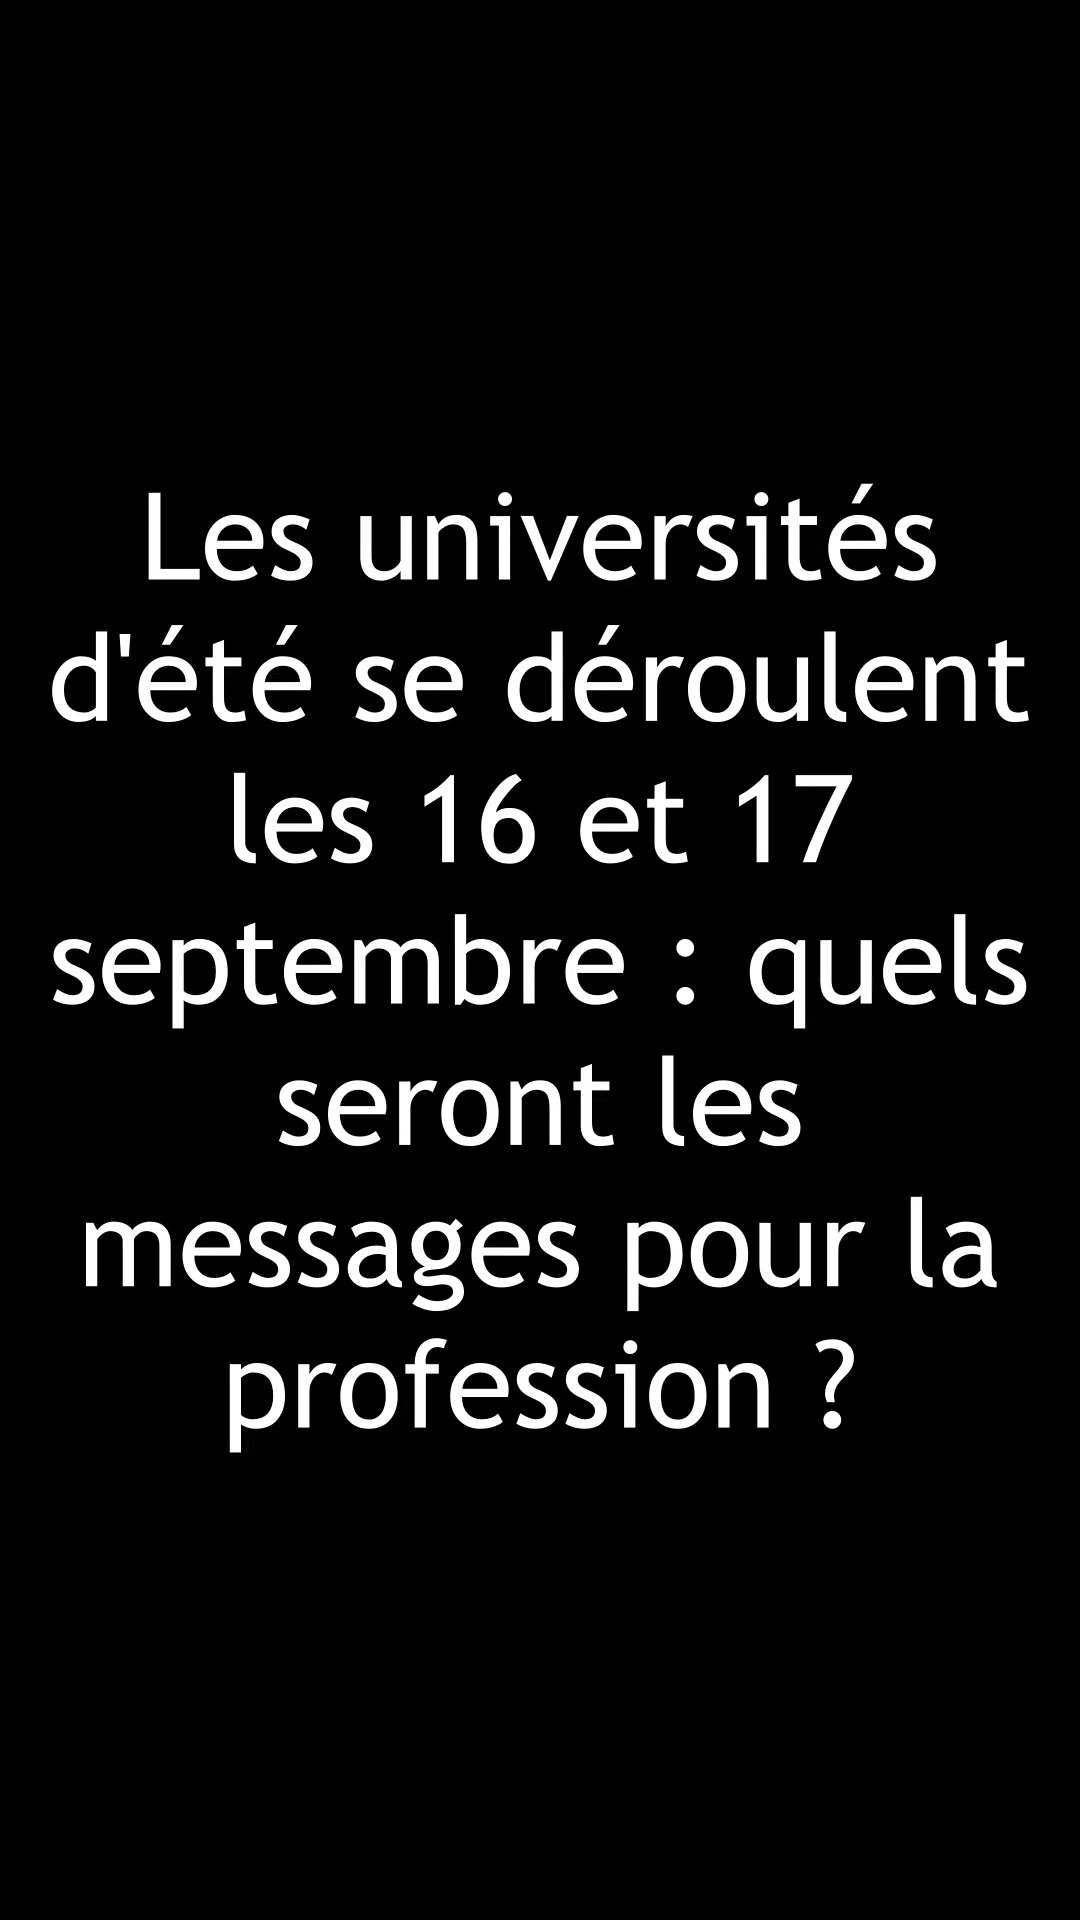 Les universités
d'été se déroulent
les 16 et 17
septembre : quels
seront les
messages pour la
profession ?